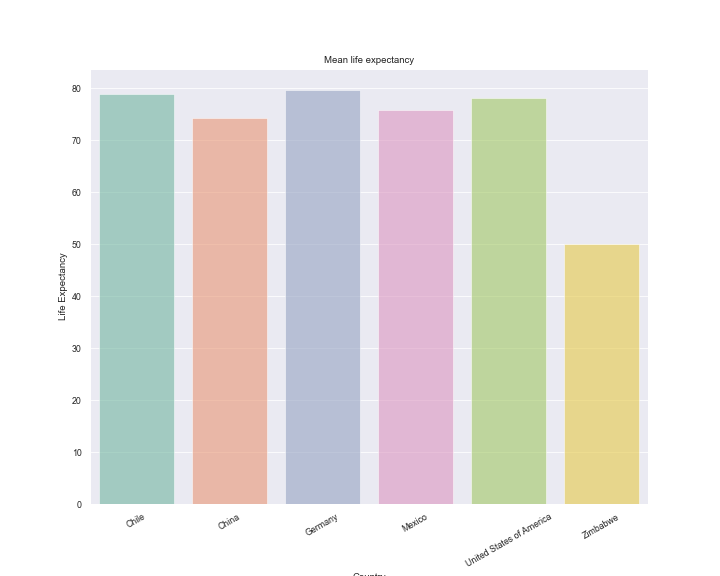 Mean life expectancy
80
70
60
50
40
30
20
10
0
Life Expectancy
Chile
China
Germany
Mexico
United States of America
Zimbabwe
Country